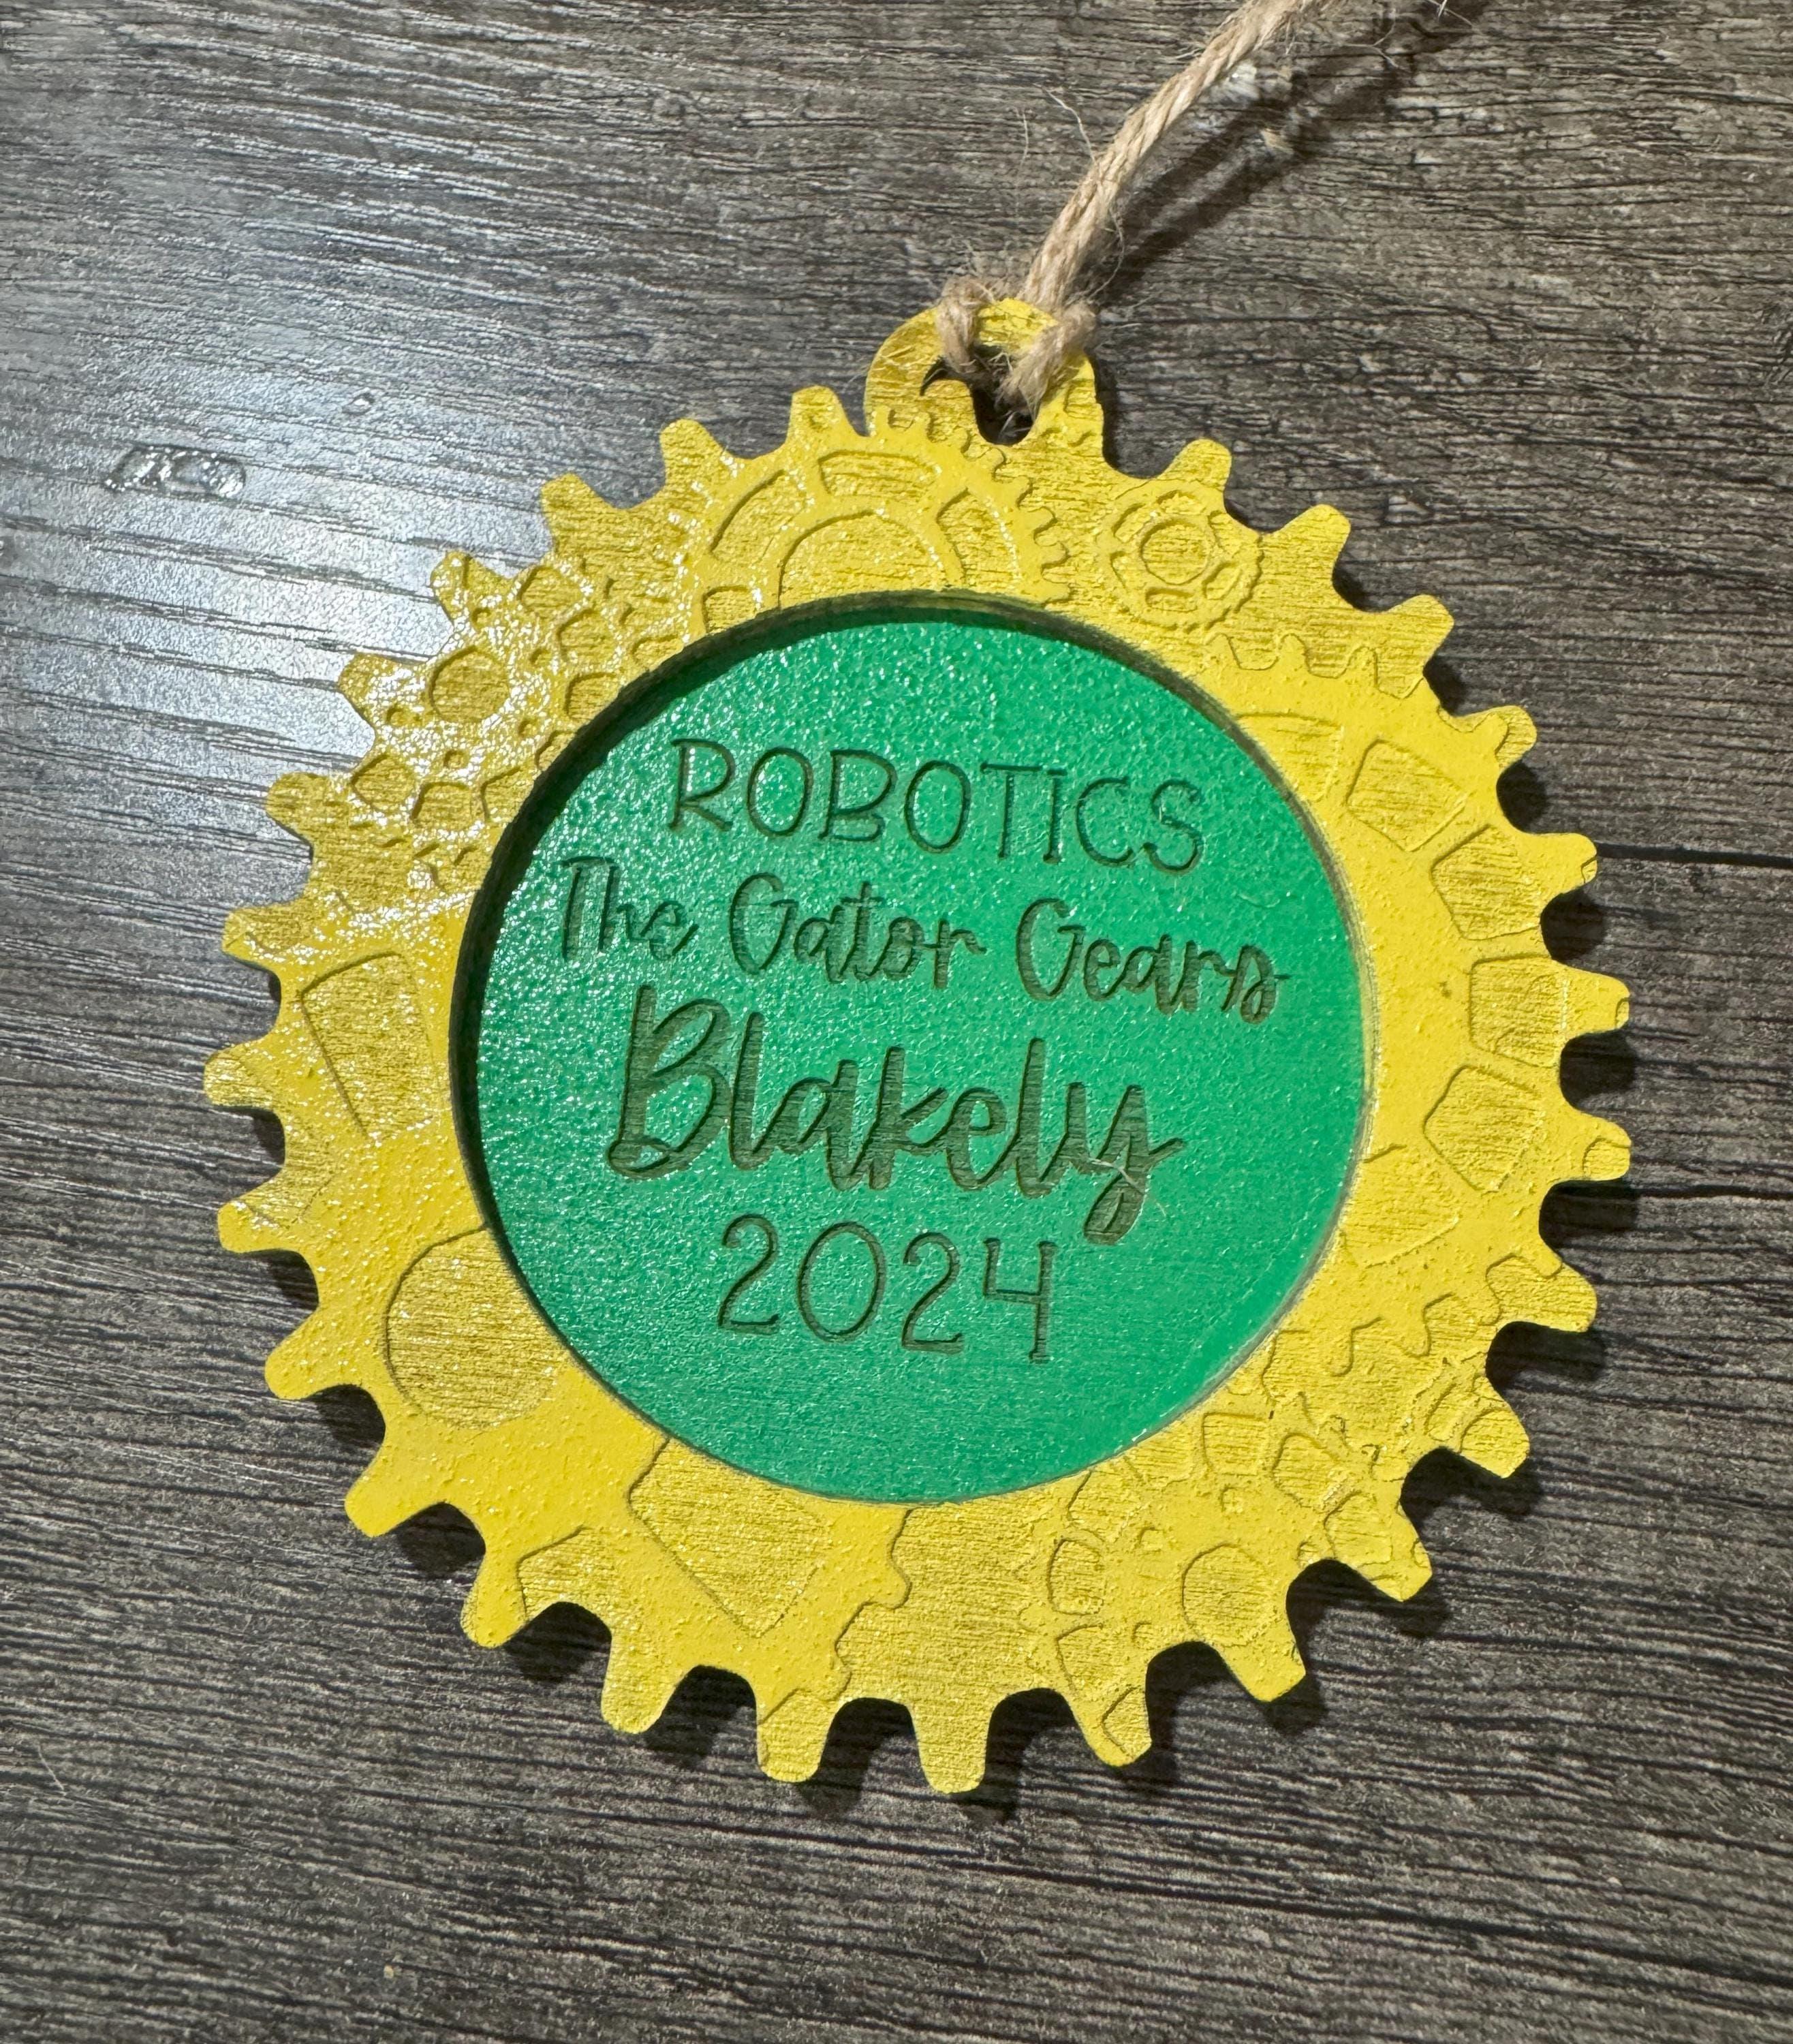 ROBOTICS
The Gator Gears
Blakely
2024